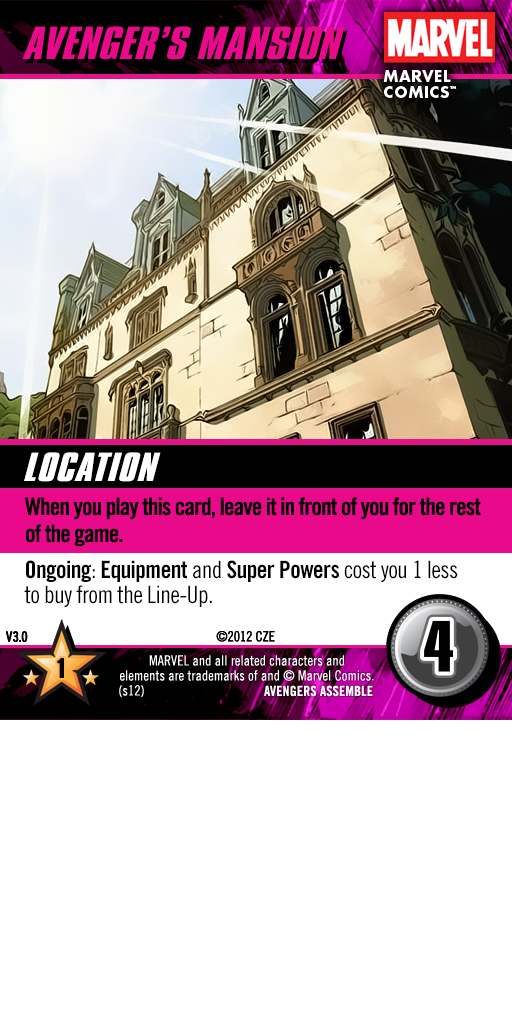 AVENGER'S MANSION
MARVEL
MARVEL
COMICS™
LOCATION
When you play this card, leave it in front of you for the rest
of the game.
Ongoing: Equipment and Super Powers cost you 1 less
to buy from the Line-Up.
V3.0
©2012 CZE
4
1
MARVEL and all related characters and
elements are trademarks of and © Marvel Comics.
(s12)
AVENGERS ASSEMBLE